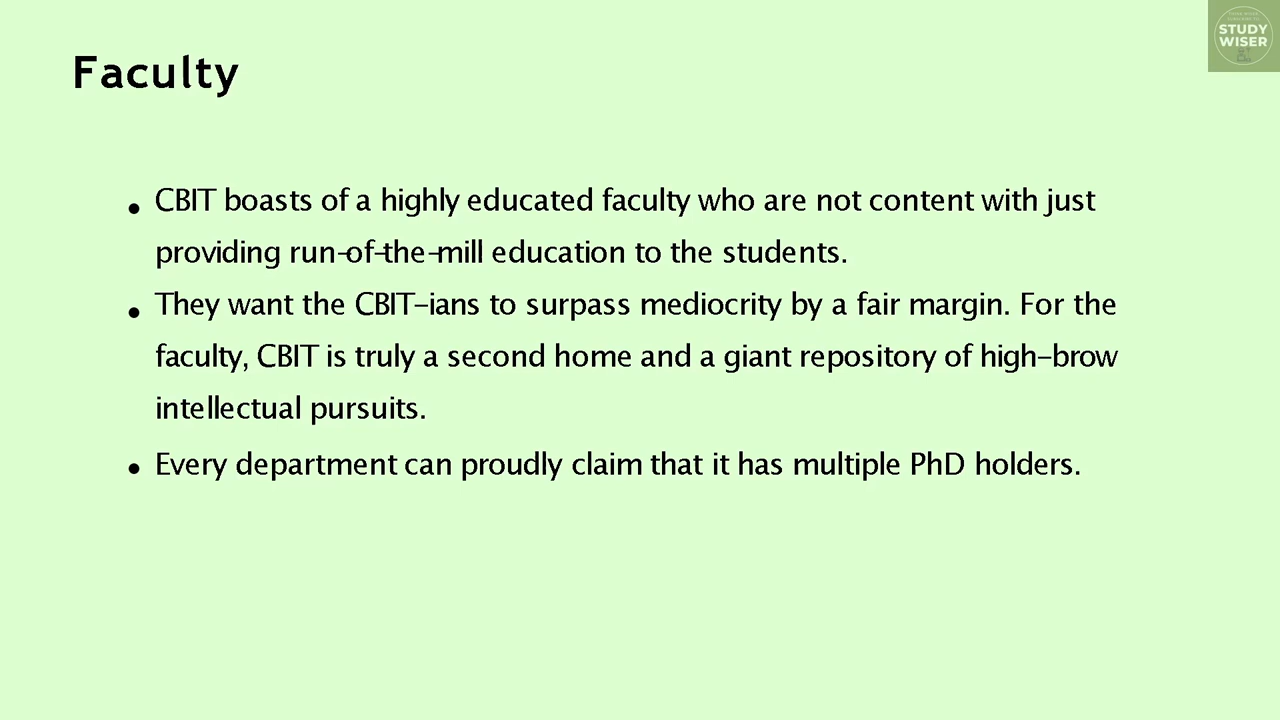 STUDY
WISER
Faculty
• CBIT boasts of a highly educated faculty who are not content with just
providing run-of-the-mill education to the students.
• They want the CBIT-ians to surpass mediocrity by a fair margin. For the
faculty, CBIT is truly a second home and a giant repository of high-brow
intellectual pursuits.
• Every department can proudly claim that it has multiple PhD holders.